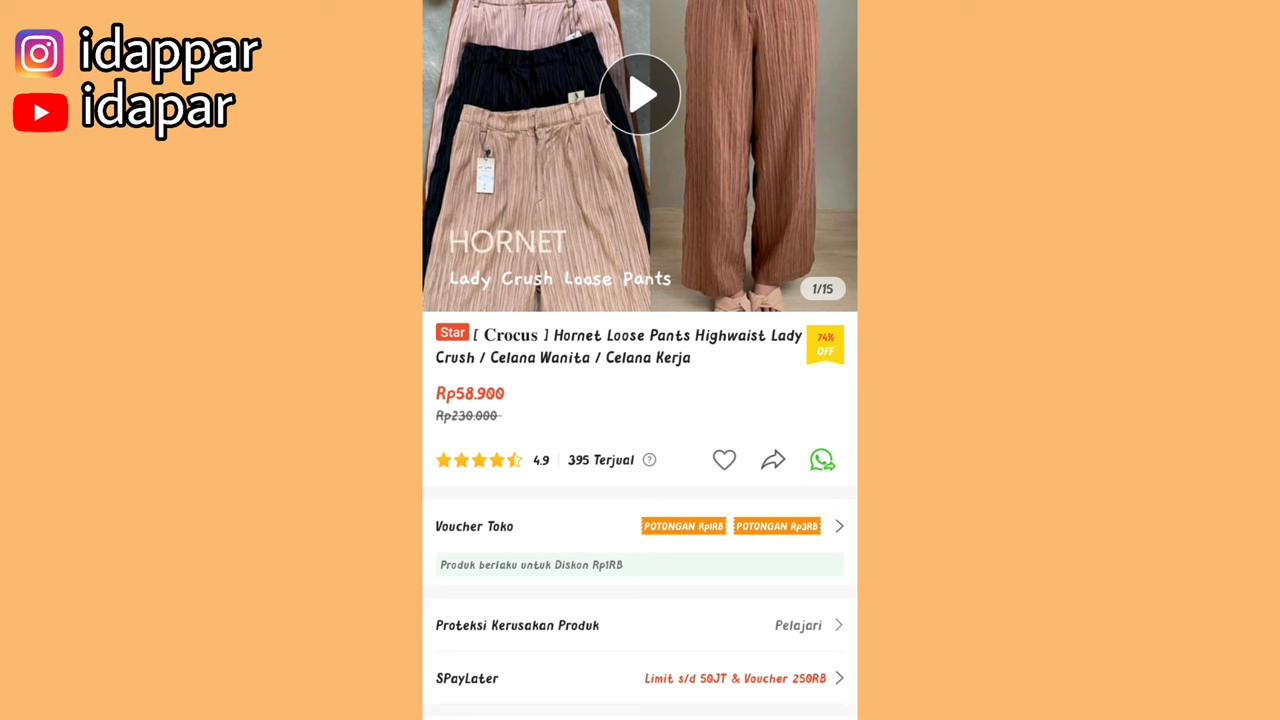 idappar
idapar
HORNET
Lady Crush Loose Pants
1/15
Star [ Crocus ] Hornet Loose Pants Highwaist Lady
Crush / Celana Wanita / Celana Kerja
74%
OFF
Rp58.900
Rp230.000
4.9 395 Terjual ?
Voucher Toko POTONGAN Rp1RB POTONGAN Rp3RB
Produk berlaku untuk Diskon Rp1RB
Proteksi Kerusakan Produk Pelajari
SPayLater Limit s/d 50JT & Voucher 250RB